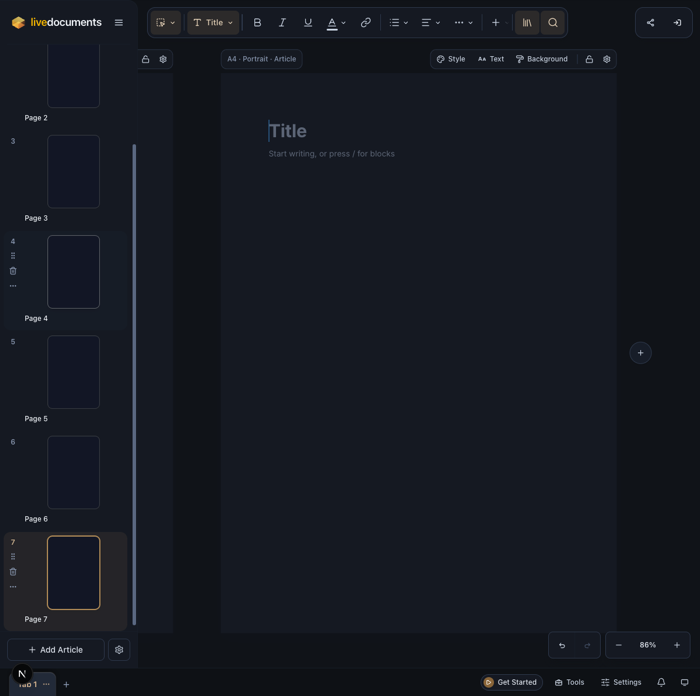 livedocuments
Title
A4 · Portrait · Article
Style
Aa Text
Background
Page 2
3
Page 3
4
Page 4
5
Page 5
6
Page 6
7
Page 7
Title
Start writing, or press / for blocks
+ Add Article
86%
N
Tab 1
Get Started
Tools
Settings